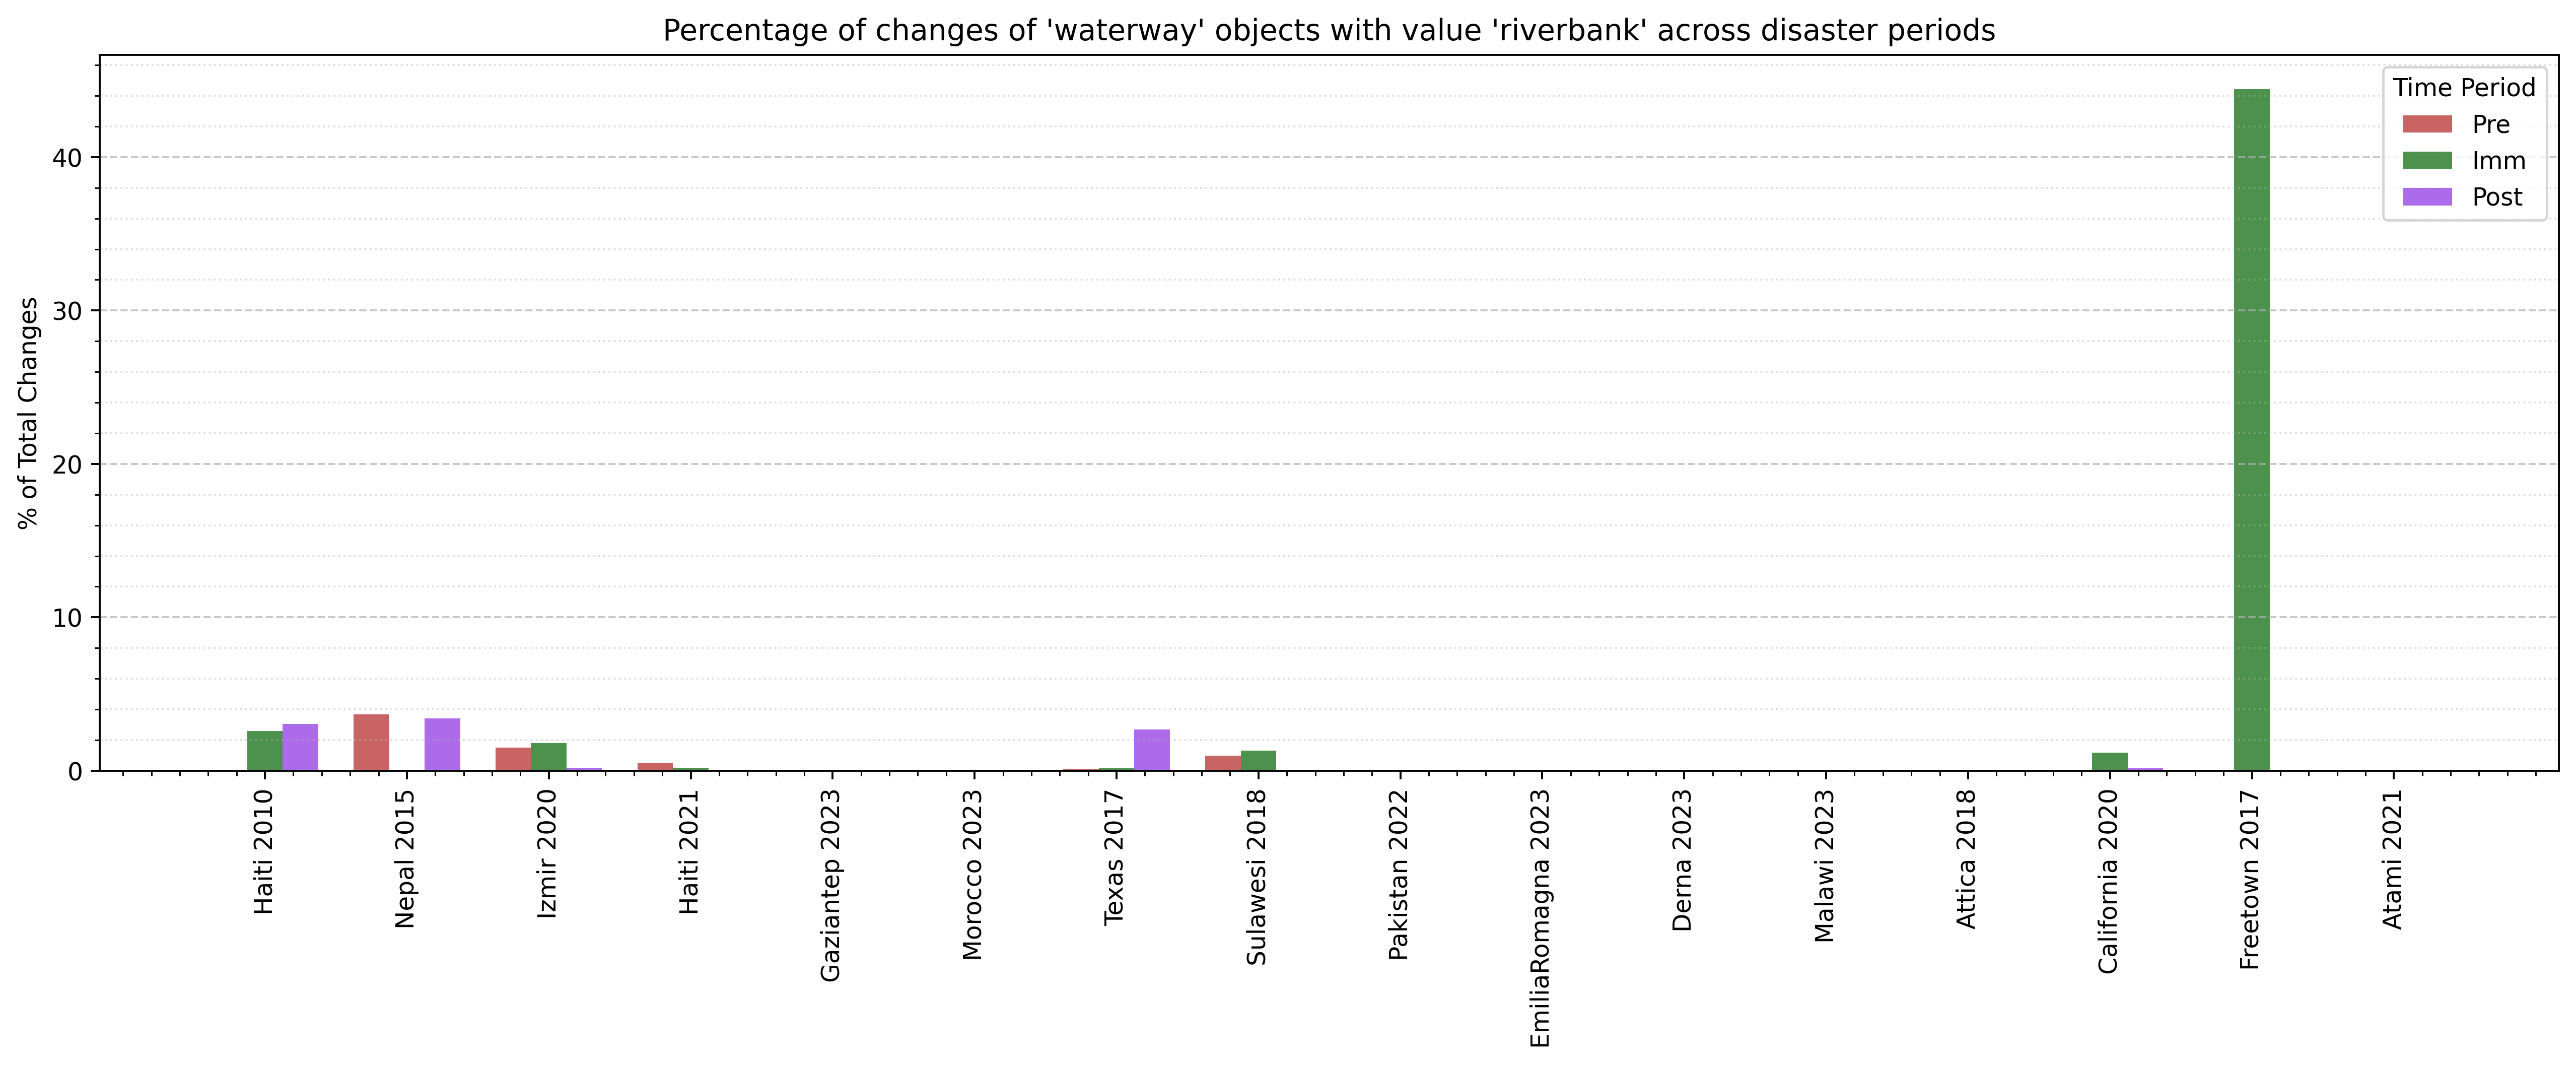 Percentage of changes of 'waterway' objects with value 'riverbank' across disaster periods
% of Total Changes
40
30
20
10
0
Time Period
Pre
Imm
Post
Haiti 2010
Nepal 2015
Izmir 2020
Haiti 2021
Gaziantep 2023
Morocco 2023
Texas 2017
Sulawesi 2018
Pakistan 2022
EmiliaRomagna 2023
Derna 2023
Malawi 2023
Attica 2018
California 2020
Freetown 2017
Atami 2021